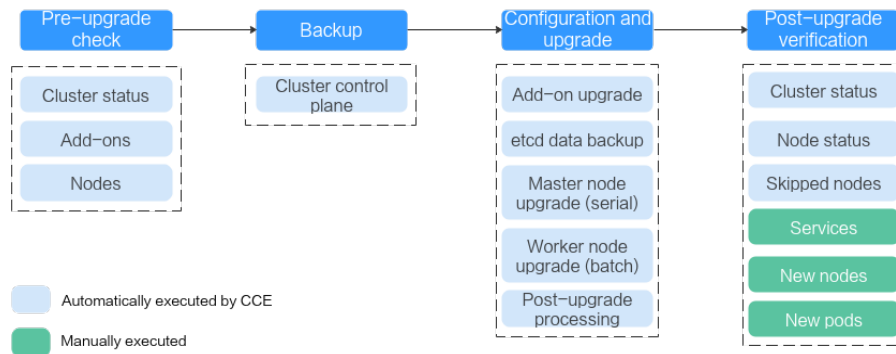 Pre-upgrade
check
Backup
Configuration and
upgrade
Post-upgrade
verification
Cluster status
Add-ons
Nodes
Cluster control
plane
Add-on upgrade
etcd data backup
Master node
upgrade (serial)
Worker node
upgrade (batch)
Post-upgrade
processing
Cluster status
Node status
Skipped nodes
Services
New nodes
New pods
Automatically executed by CCE
Manually executed